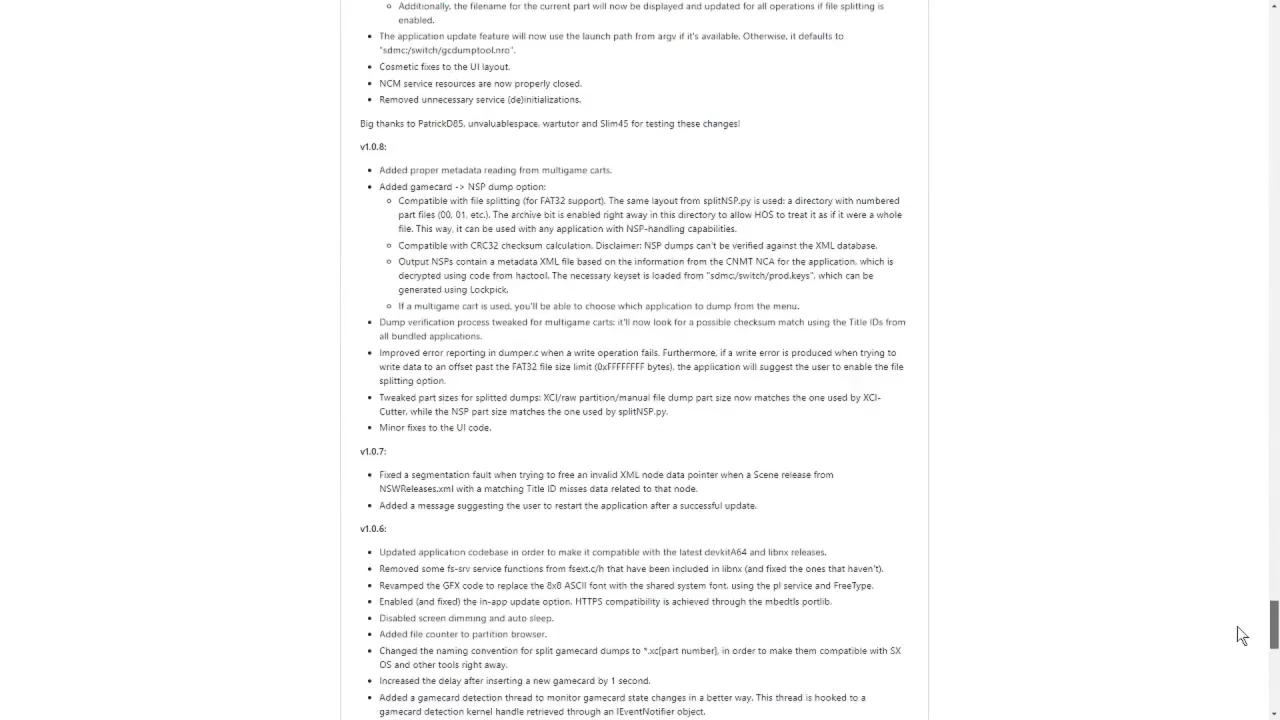 Additionally, the filename for the current part will now be displayed and updated for all operations if file splitting is
enabled.
The application update feature will now use the launch path from argv if it's available. Otherwise, it defaults to
"sdmc:/switch/gcdumptool.nro".
Cosmetic fixes to the UI layout.
NCM service resources are now properly closed.
Removed unnecessary service (de)initializations.
Big thanks to PatrickD85, unvaluablespace, wartutor and Slim45 for testing these changes!
v1.0.8:
Added proper metadata reading from multigame carts.
Added gamecard -> NSP dump option:
Compatible with file splitting (for FAT32 support). The same layout from splitNSP.py is used: a directory with numbered
part files (00, 01, etc.). The archive bit is enabled right away in this directory to allow HOS to treat it as if it were a whole
file. This way, it can be used with any application with NSP-handling capabilities.
Compatible with CRC32 checksum calculation. Disclaimer: NSP dumps can't be verified against the XML database.
Output NSPs contain a metadata XML file based on the information from the CNMT NCA for the application, which is
decrypted using code from hactool. The necessary keyset is loaded from "sdmc:/switch/prod.keys", which can be
generated using Lockpick.
If a multigame cart is used, you'll be able to choose which application to dump from the menu.
Dump verification process tweaked for multigame carts: it'll now look for a possible checksum match using the Title IDs from
all bundled applications.
Improved error reporting in dumper.c when a write operation fails. Furthermore, if a write error is produced when trying to
write data to an offset past the FAT32 file size limit (0xFFFFFFFF bytes), the application will suggest the user to enable the file
splitting option.
Tweaked part sizes for splitted dumps: XCI/raw partition/manual file dump part size now matches the one used by XCI-
Cutter, while the NSP part size matches the one used by splitNSP.py.
Minor fixes to the UI code.
v1.0.7:
Fixed a segmentation fault when trying to free an invalid XML node data pointer when a Scene release from
NSWReleases.xml with a matching Title ID misses data related to that node.
Added a message suggesting the user to restart the application after a successful update.
v1.0.6:
Updated application codebase in order to make it compatible with the latest devkitA64 and libnx releases.
Removed some fs-srv service functions from fsext.c/h that have been included in libnx (and fixed the ones that haven't).
Revamped the GFX code to replace the 8x8 ASCII font with the shared system font, using the pl service and FreeType.
Enabled (and fixed) the in-app update option. HTTPS compatibility is achieved through the mbedtls portlib.
Disabled screen dimming and auto sleep.
Added file counter to partition browser.
Changed the naming convention for split gamecard dumps to *.xc[part number], in order to make them compatible with SX
OS and other tools right away.
Increased the delay after inserting a new gamecard by 1 second.
Added a gamecard detection thread to monitor gamecard state changes in a better way. This thread is hooked to a
gamecard detection kernel handle retrieved through an IEventNotifier object.